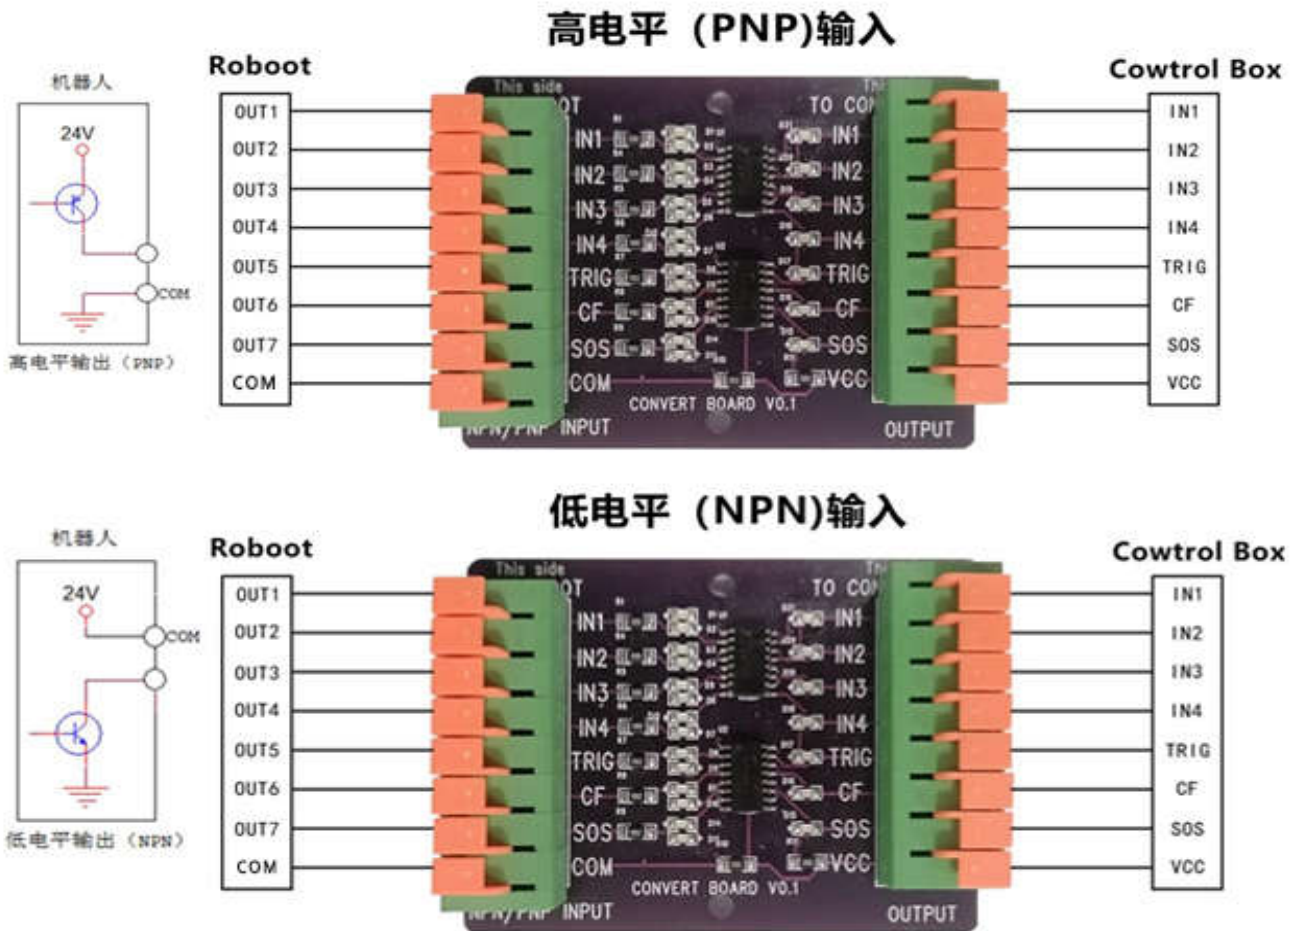 高电平 (PNP)输入
Roboot
Cowtrol Box
机器人
24V
COM
高电平输出（PNP）
OUT1
OUT2
OUT3
OUT4
OUT5
OUT6
OUT7
COM
This side
OT
TO CON
IN1
IN2
IN3
IN4
TRIG
CF
SOS
COM
IN1
IN2
IN3
IN4
TRIG
CF
SOS
VCC
CONVERT BOARD V0.1
NPN/PNP INPUT
OUTPUT
IN1
IN2
IN3
IN4
TRIG
CF
SOS
VCC
低电平 (NPN)输入
Roboot
Cowtrol Box
机器人
24V
COM
低电平输出（NPN）
OUT1
OUT2
OUT3
OUT4
OUT5
OUT6
OUT7
COM
This side
OT
TO CON
IN1
IN2
IN3
IN4
TRIG
CF
SOS
COM
IN1
IN2
IN3
IN4
TRIG
CF
SOS
VCC
CONVERT BOARD V0.1
NPN/PNP INPUT
OUTPUT
IN1
IN2
IN3
IN4
TRIG
CF
SOS
VCC